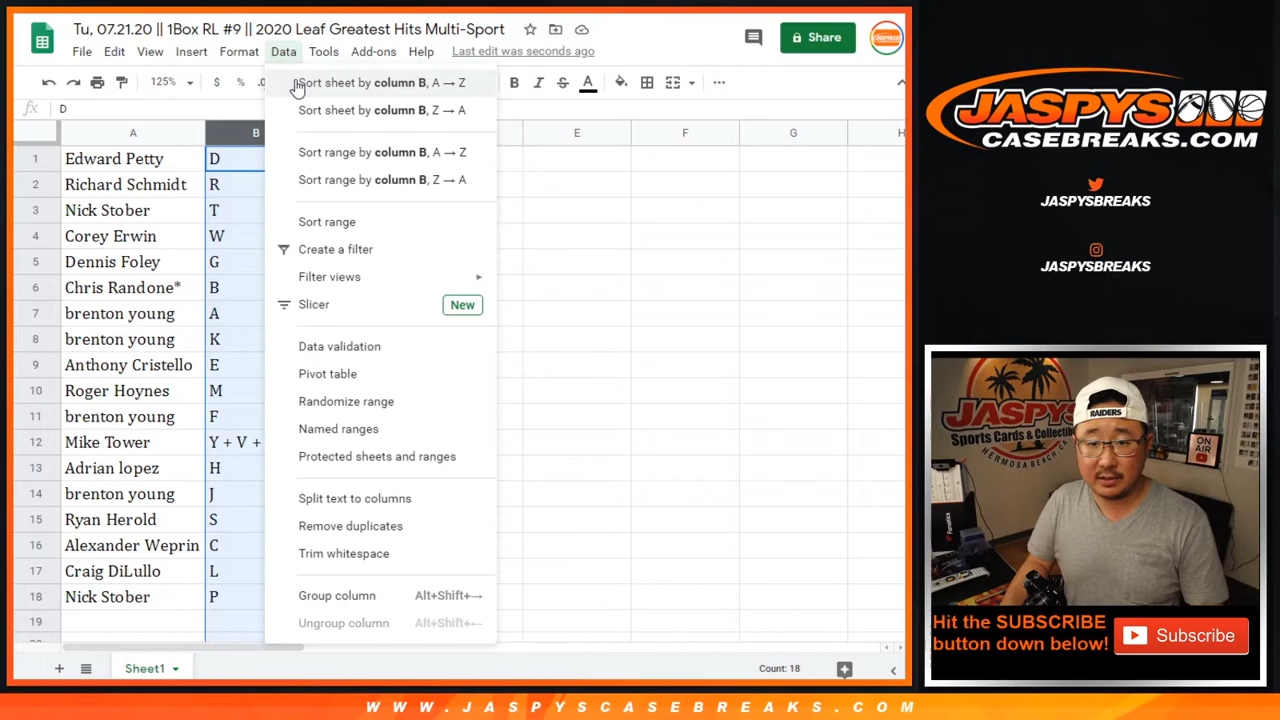 Tu, 07.21.20 || 1Box RL #9 || 2020 Leaf Greatest Hits Multi-Sport
File Edit View Insert Format Data Tools Add-ons Help Last edit was seconds ago
Share
125% $ % .0 B I S A
fx D
A B E F G H
1 Edward Petty D
2 Richard Schmidt R
3 Nick Stober T
4 Corey Erwin W
5 Dennis Foley G
6 Chris Randone* B
7 brenton young A
8 brenton young K
9 Anthony Cristello E
10 Roger Hoynes M
11 brenton young F
12 Mike Tower Y + V +
13 Adrian lopez H
14 brenton young J
15 Ryan Herold S
16 Alexander Weprin C
17 Craig DiLullo L
18 Nick Stober P
19
Sort sheet by column B, A → Z
Sort sheet by column B, Z → A
Sort range by column B, A → Z
Sort range by column B, Z → A
Sort range
Create a filter
Filter views
Slicer New
Data validation
Pivot table
Randomize range
Named ranges
Protected sheets and ranges
Split text to columns
Remove duplicates
Trim whitespace
Group column Alt+Shift+→
Ungroup column Alt+Shift+←
Sheet1
Count: 18
JASPYS
CASEBREAKS.COM
JASPYSBREAKS
JASPYSBREAKS
JASPYS
Sports Cards & Collectibles
HERMOSA BEACH
RAIDERS
ON
AIR
Fanatics
Hit the SUBSCRIBE
button down below!
Subscribe
WWW.JASPYSCASEBREAKS.COM